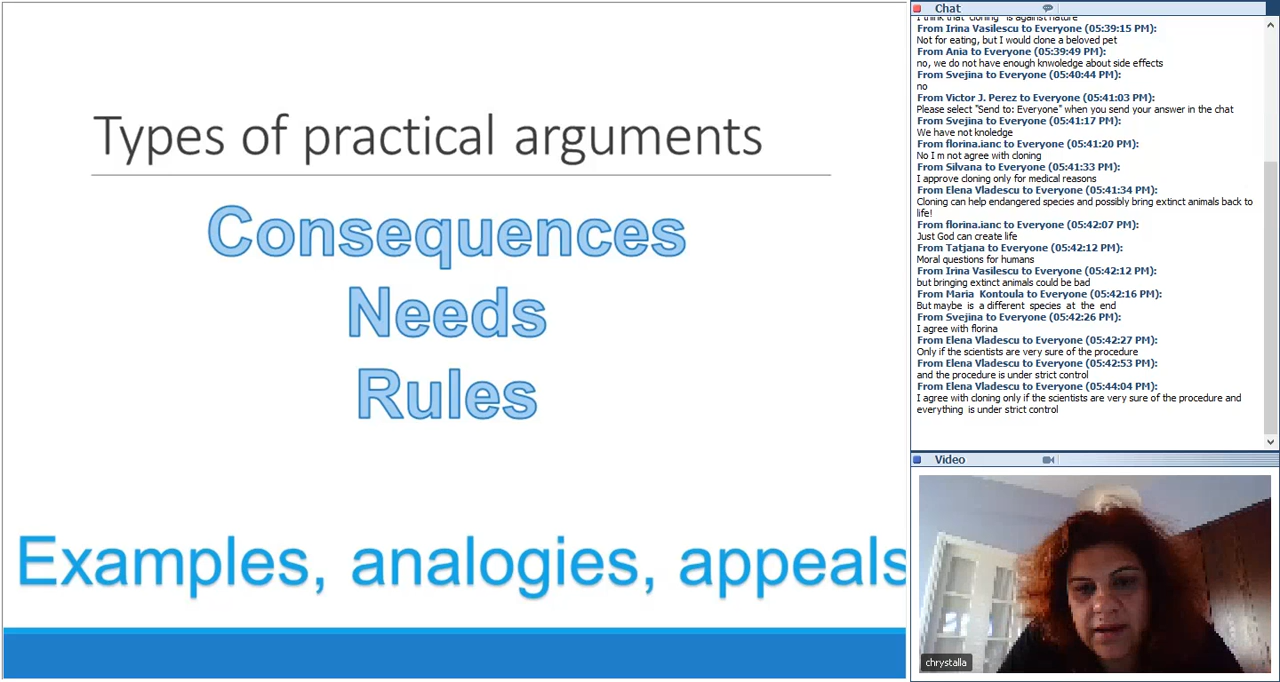 Types of practical arguments
Consequences
Needs
Rules
Examples, analogies, appeals
Chat
I think that "cloning" is against nature
From Irina Vasilescu to Everyone (05:39:15 PM):
Not for eating, but I would clone a beloved pet
From Ania to Everyone (05:39:49 PM):
no, we do not have enough knwoledge about side effects
From Svejina to Everyone (05:40:44 PM):
no
From Victor J. Perez to Everyone (05:41:03 PM):
Please select "Send to: Everyone" when you send your answer in the chat
From Svejina to Everyone (05:41:17 PM):
We have not knoledge
From florina.ianc to Everyone (05:41:20 PM):
No I m not agree with cloning
From Silvana to Everyone (05:41:33 PM):
I approve cloning only for medical reasons
From Elena Vladescu to Everyone (05:41:34 PM):
Cloning can help endangered species and possibly bring extinct animals back to
life!
From florina.ianc to Everyone (05:42:07 PM):
Just God can create life
From Tatjana to Everyone (05:42:12 PM):
Moral questions for humans
From Irina Vasilescu to Everyone (05:42:12 PM):
but bringing extinct animals could be bad
From Maria Kontoula to Everyone (05:42:16 PM):
But maybe is a different species at the end
From Svejina to Everyone (05:42:26 PM):
I agree with florina
From Elena Vladescu to Everyone (05:42:27 PM):
Only if the scientists are very sure of the procedure
From Elena Vladescu to Everyone (05:42:53 PM):
and the procedure is under strict control
From Elena Vladescu to Everyone (05:44:04 PM):
I agree with cloning only if the scientists are very sure of the procedure and
everything is under strict control
Video
chrystalla